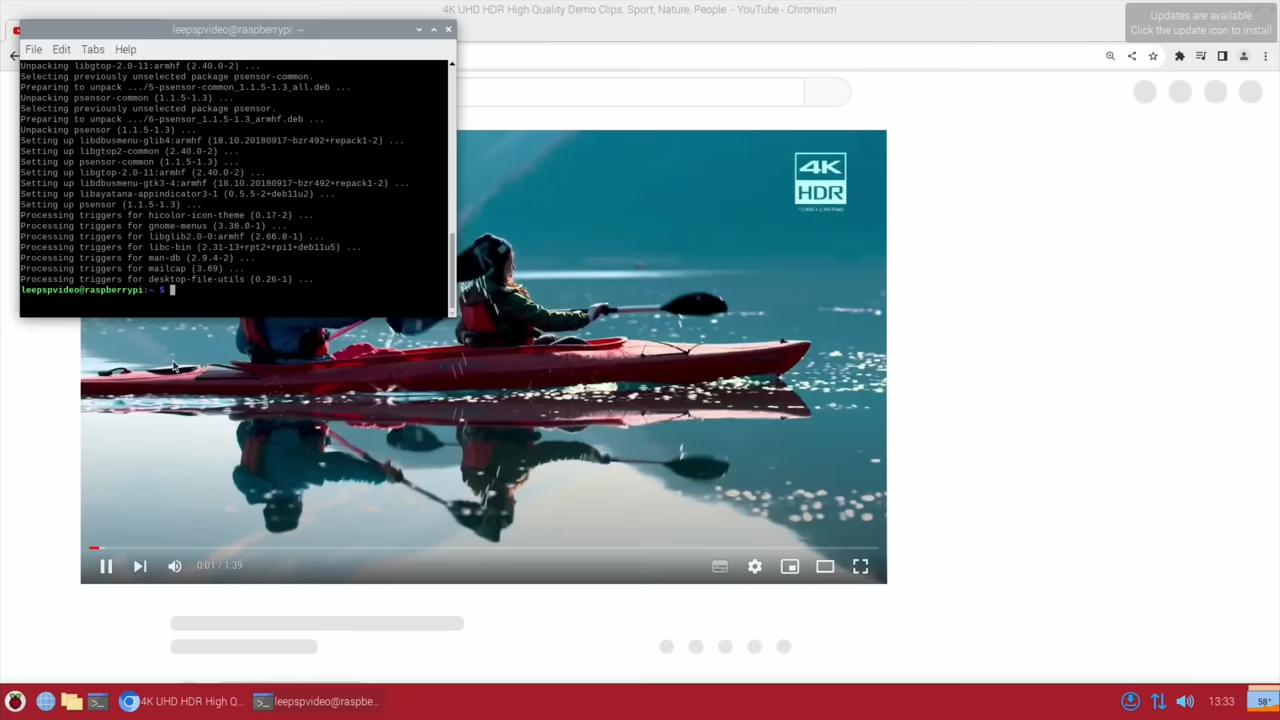 4K UHD HDR High Quality Demo Clips. Sport, Nature, People. - YouTube - Chromium
Updates are available
Click the update icon to install
leepspvideo@raspberrypi: ~
File Edit Tabs Help
Unpacking libgtop-2.0-11:armhf (2.40.0-2) ...
Selecting previously unselected package psensor-common.
Preparing to unpack .../5-psensor-common_1.1.5-1.3_all.deb ...
Unpacking psensor-common (1.1.5-1.3) ...
Selecting previously unselected package psensor.
Preparing to unpack .../6-psensor_1.1.5-1.3_armhf.deb ...
Unpacking psensor (1.1.5-1.3) ...
Setting up libdbusmenu-glib4:armhf (18.10.20180917~bzr492+repack1-2) ...
Setting up libgtop2-common (2.40.0-2) ...
Setting up psensor-common (1.1.5-1.3) ...
Setting up libgtop-2.0-11:armhf (2.40.0-2) ...
Setting up libdbusmenu-gtk3-4:armhf (18.10.20180917~bzr492+repack1-2) ...
Setting up libayatana-appindicator3-1 (0.5.5-2+deb11u2) ...
Setting up psensor (1.1.5-1.3) ...
Processing triggers for hicolor-icon-theme (0.17-2) ...
Processing triggers for gnome-menus (3.36.0-1) ...
Processing triggers for libglib2.0-0:armhf (2.66.8-1) ...
Processing triggers for libc-bin (2.31-13+rpt2+rpi1+deb11u5) ...
Processing triggers for man-db (2.9.4-2) ...
Processing triggers for mailcap (3.69) ...
Processing triggers for desktop-file-utils (0.26-1) ...
leepspvideo@raspberrypi:~ $
4K
HDR
0:01 / 1:39
4K UHD HDR High Q...
leepspvideo@raspbe...
13:33
58°